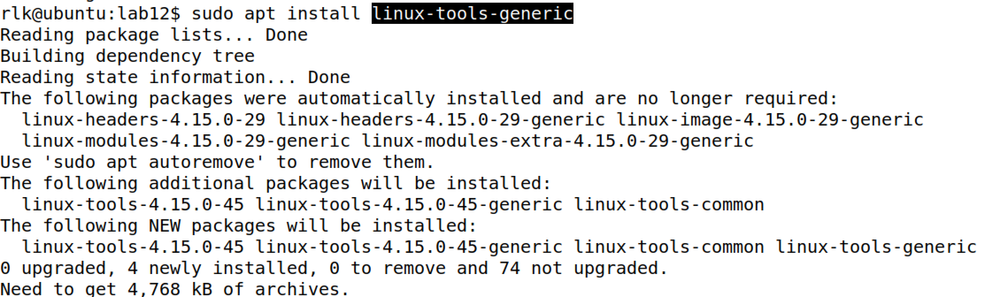 rlk@ubuntu:lab12$ sudo apt install linux-tools-generic
Reading package lists... Done
Building dependency tree
Reading state information... Done
The following packages were automatically installed and are no longer required:
  linux-headers-4.15.0-29 linux-headers-4.15.0-29-generic linux-image-4.15.0-29-generic
  linux-modules-4.15.0-29-generic linux-modules-extra-4.15.0-29-generic
Use 'sudo apt autoremove' to remove them.
The following additional packages will be installed:
  linux-tools-4.15.0-45 linux-tools-4.15.0-45-generic linux-tools-common
The following NEW packages will be installed:
  linux-tools-4.15.0-45 linux-tools-4.15.0-45-generic linux-tools-common linux-tools-generic
0 upgraded, 4 newly installed, 0 to remove and 74 not upgraded.
Need to get 4,768 kB of archives.